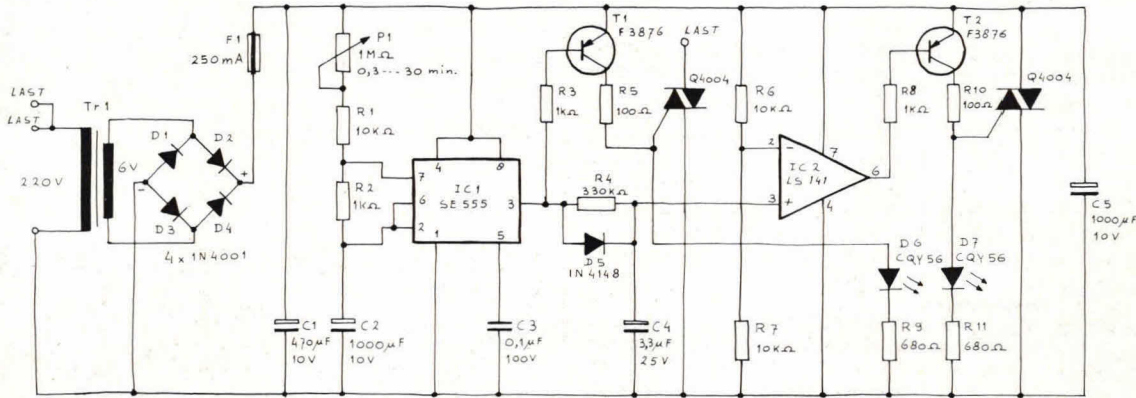 LAST
LAST
Tr1
220V
6V
D1
D2
D3
D4
-
+
4x 1N4001
F1
250mA
C1
470µF
10V
P1
1MΩ
0,3---30 min.
R1
10KΩ
R2
1KΩ
C2
1000µF
10V
4
8
7
6
2
IC1
SE 555
3
1
5
C3
0,1µF
100V
T1
F3876
R3
1kΩ
R5
100Ω
LAST
Q4004
R4
330KΩ
D5
1N4148
C4
3,3µF
25V
R6
10KΩ
R7
10KΩ
2
-
3
+
IC2
LS 141
7
6
4
T2
F3876
R8
1KΩ
R10
100Ω
Q4004
D6
CQY56
D7
CQY56
R9
680Ω
R11
680Ω
C5
1000µF
10V